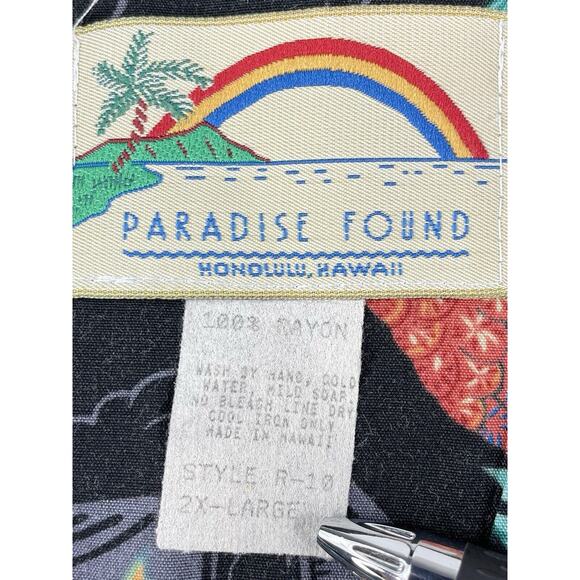 PARADISE FOUND
HONOLULU, HAWAII
100% RAYON
WASH BY HAND, COLD
WATER, MILD SOAP
NO BLEACH LINE DRY
COOL IRON ONLY
MADE IN HAWAII
STYLE R-10
2X-LARGE